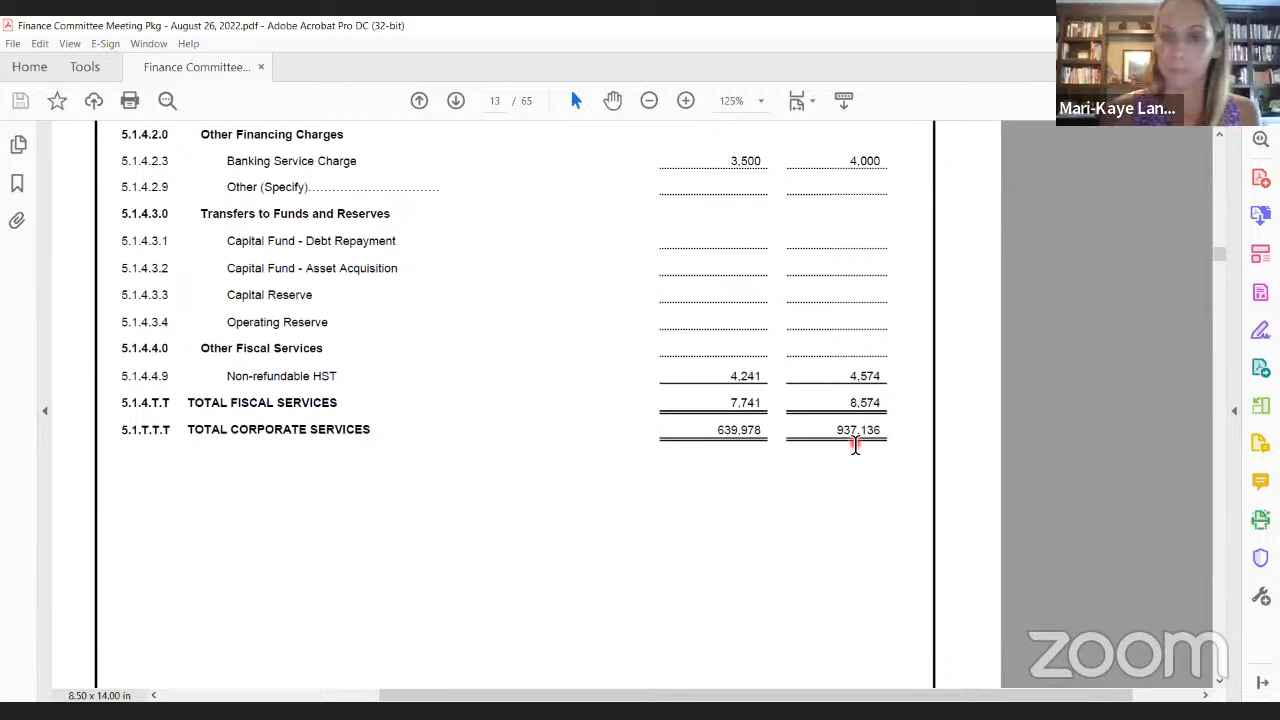 Finance Committee Meeting Pkg - August 26, 2022.pdf - Adobe Acrobat Pro DC (32-bit)
File Edit View E-Sign Window Help
Home Tools Finance Committee... ×
13 / 65 125%
Mari-Kaye Lan...
5.1.4.2.0 Other Financing Charges
5.1.4.2.3 Banking Service Charge 3,500 4,000
5.1.4.2.9 Other (Specify)................................
5.1.4.3.0 Transfers to Funds and Reserves
5.1.4.3.1 Capital Fund - Debt Repayment
5.1.4.3.2 Capital Fund - Asset Acquisition
5.1.4.3.3 Capital Reserve
5.1.4.3.4 Operating Reserve
5.1.4.4.0 Other Fiscal Services
5.1.4.4.9 Non-refundable HST 4,241 4,574
5.1.4.T.T TOTAL FISCAL SERVICES 7,741 8,574
5.1.T.T.T TOTAL CORPORATE SERVICES 639,978 937,136
zoom
8.50 x 14.00 in